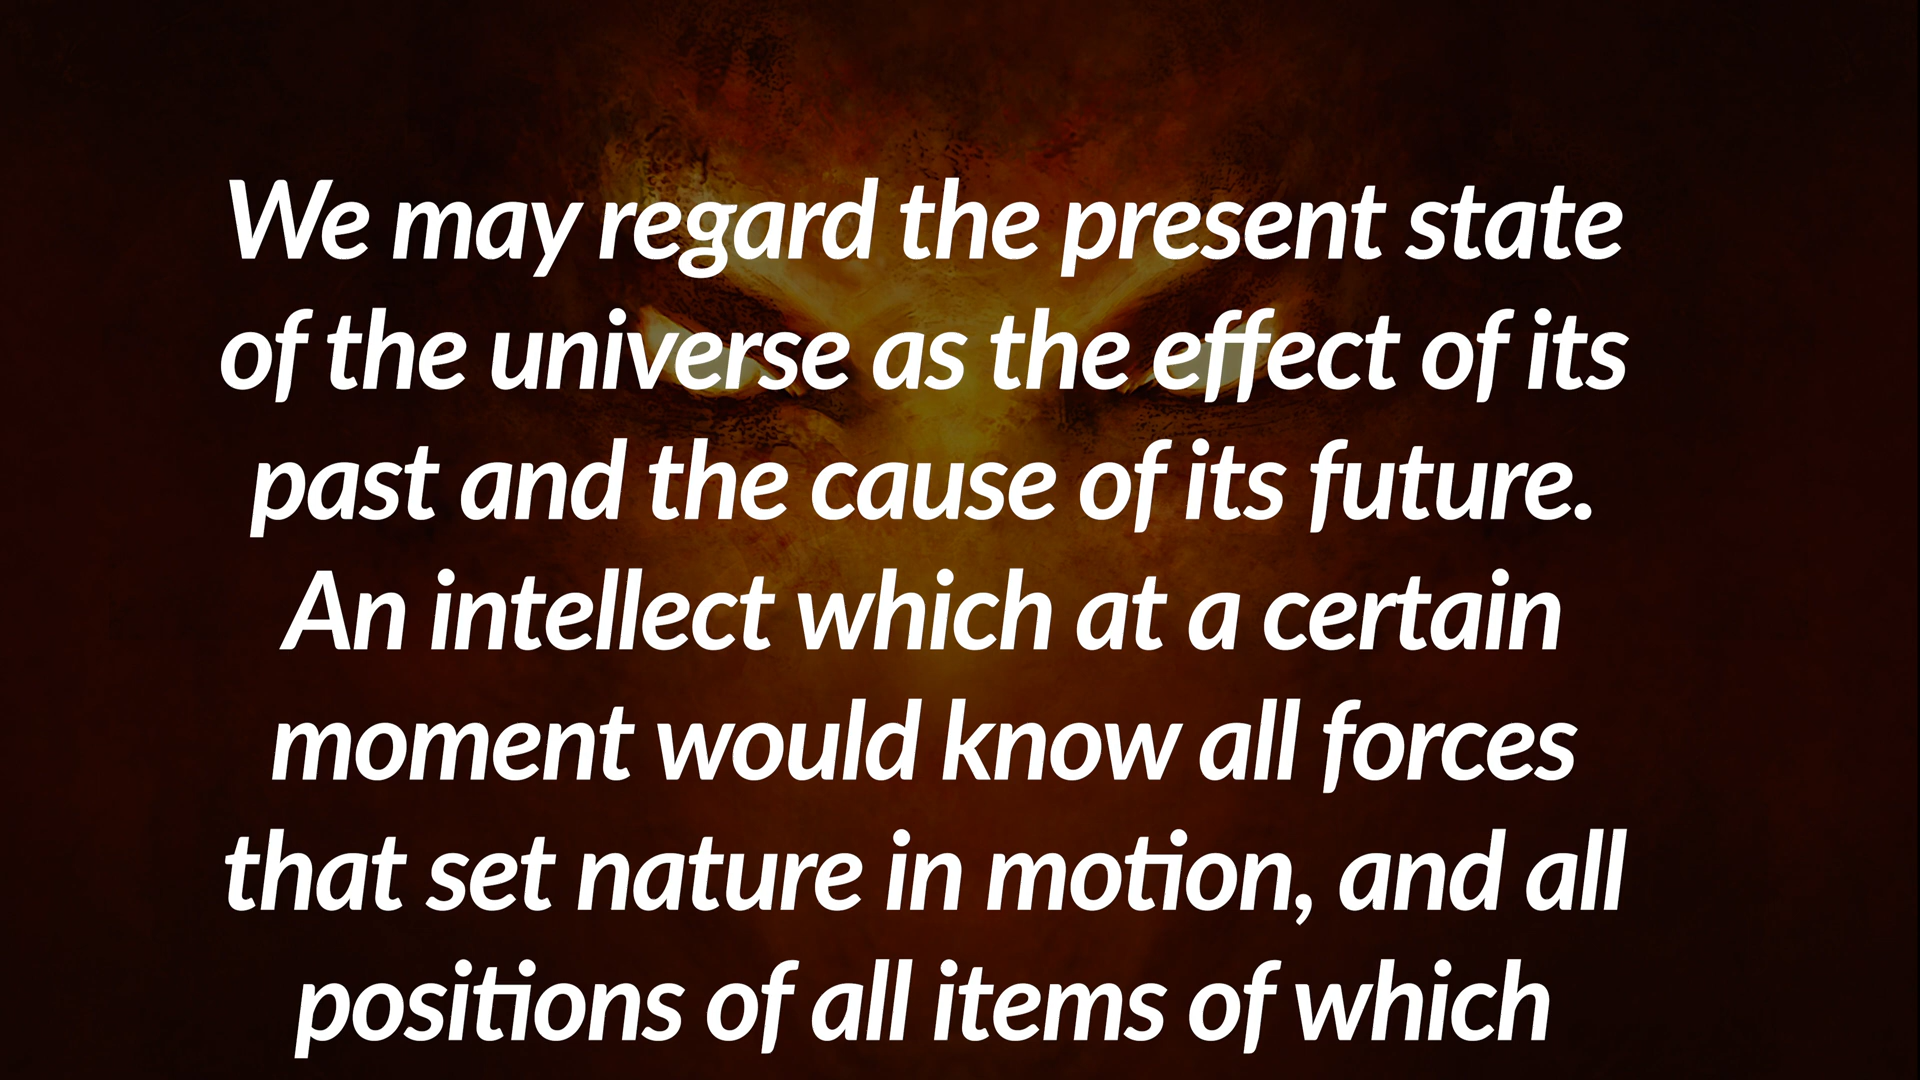 We may regard the present state
of the universe as the effect of its
past and the cause of its future.
An intellect which at a certain
moment would know all forces
that set nature in motion, and all
positions of all items of which